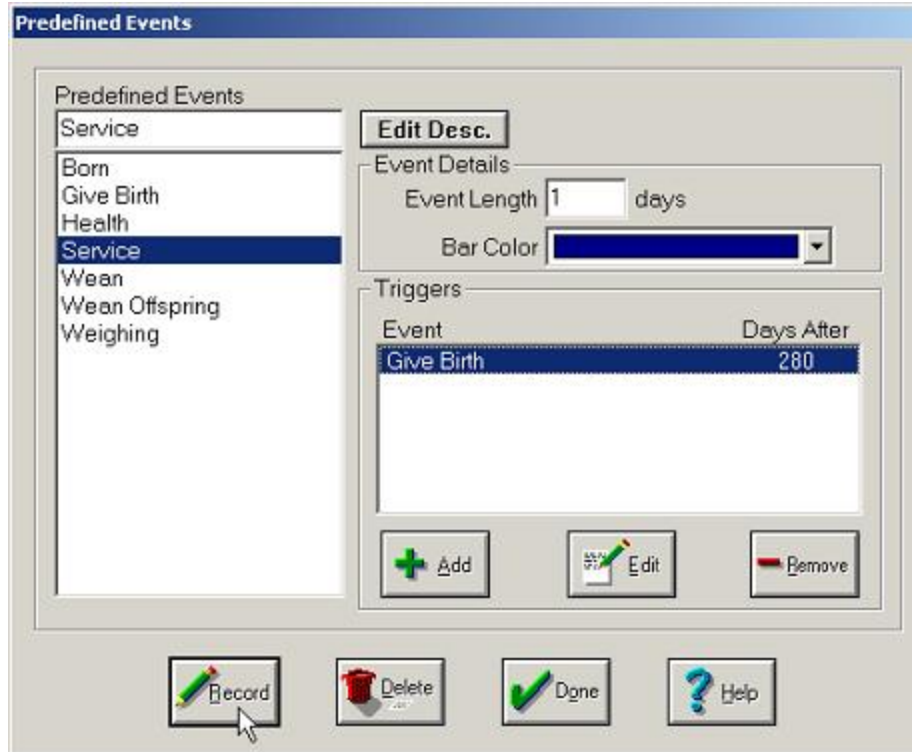 Predefined Events
Predefined Events
Service
Edit Desc.
Born
Give Birth
Health
Service
Wean
Wean Offspring
Weighing
Event Details
Event Length 1 days
Bar Color
Triggers
Event Days After
Give Birth 280
Add
Edit
Remove
Record
Delete
Done
Help